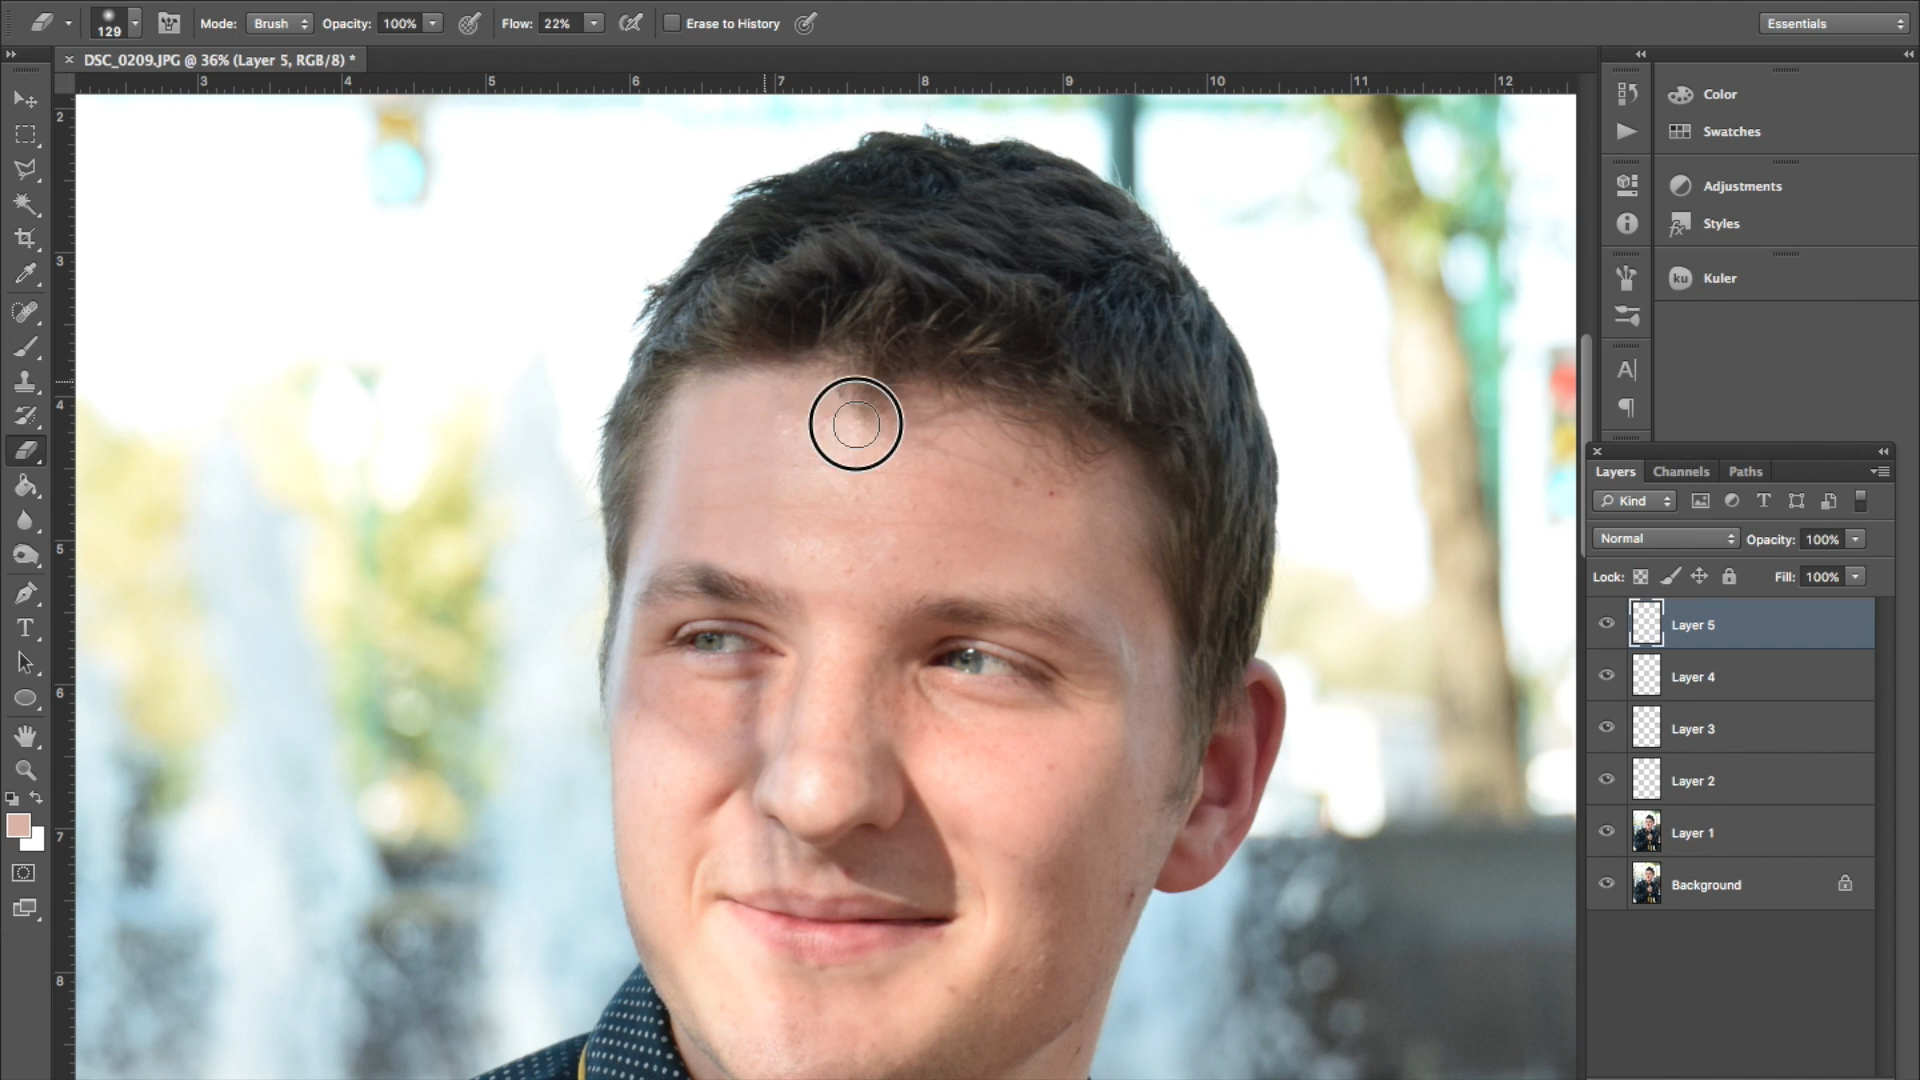 129 Mode: Brush Opacity: 100% Flow: 22% Erase to History Essentials
DSC_0209.JPG @ 36% (Layer 5, RGB/8) *
3 4 5 6 7 8 9 10 11 12
2
3
4
5
6
7
8
T
Color
Swatches
Adjustments
fx Styles
ku Kuler
A
Layers Channels Paths
Kind T
Normal Opacity: 100%
Lock: Fill: 100%
Layer 5
Layer 4
Layer 3
Layer 2
Layer 1
Background